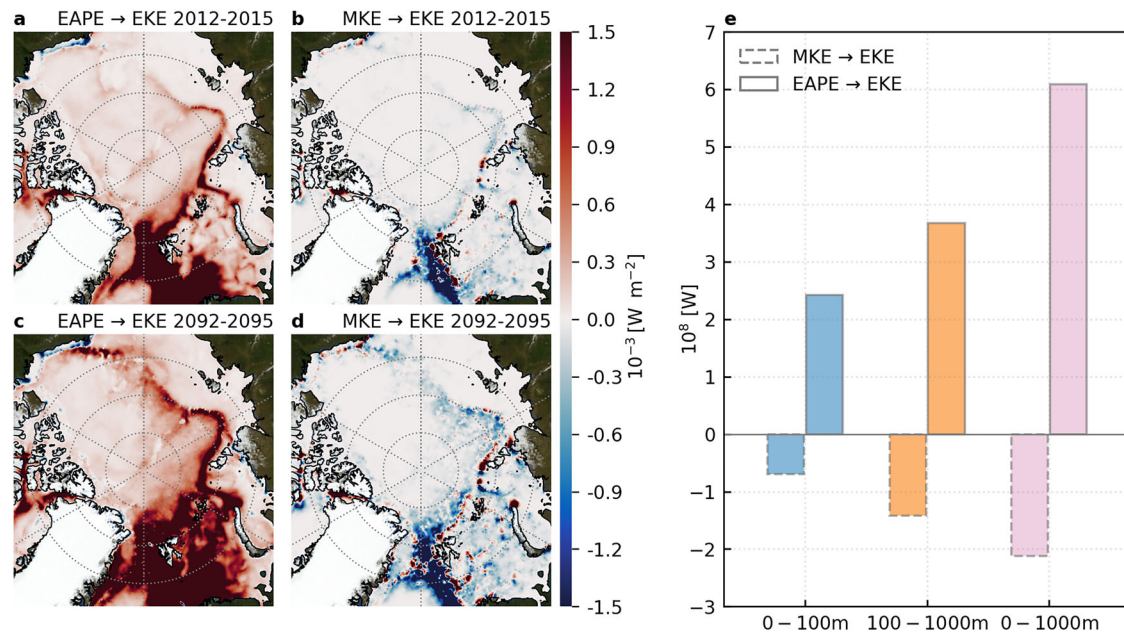 a EAPE → EKE 2012-2015
b MKE → EKE 2012-2015
c EAPE → EKE 2092-2095
d MKE → EKE 2092-2095
1.5
1.2
0.9
0.6
0.3
0.0
-0.3
-0.6
-0.9
-1.2
-1.5
10⁻³ [W m⁻²]
e
MKE → EKE
EAPE → EKE
7
6
5
4
3
2
1
0
−1
−2
−3
10⁸ [W]
0 − 100m
100 − 1000m
0 − 1000m